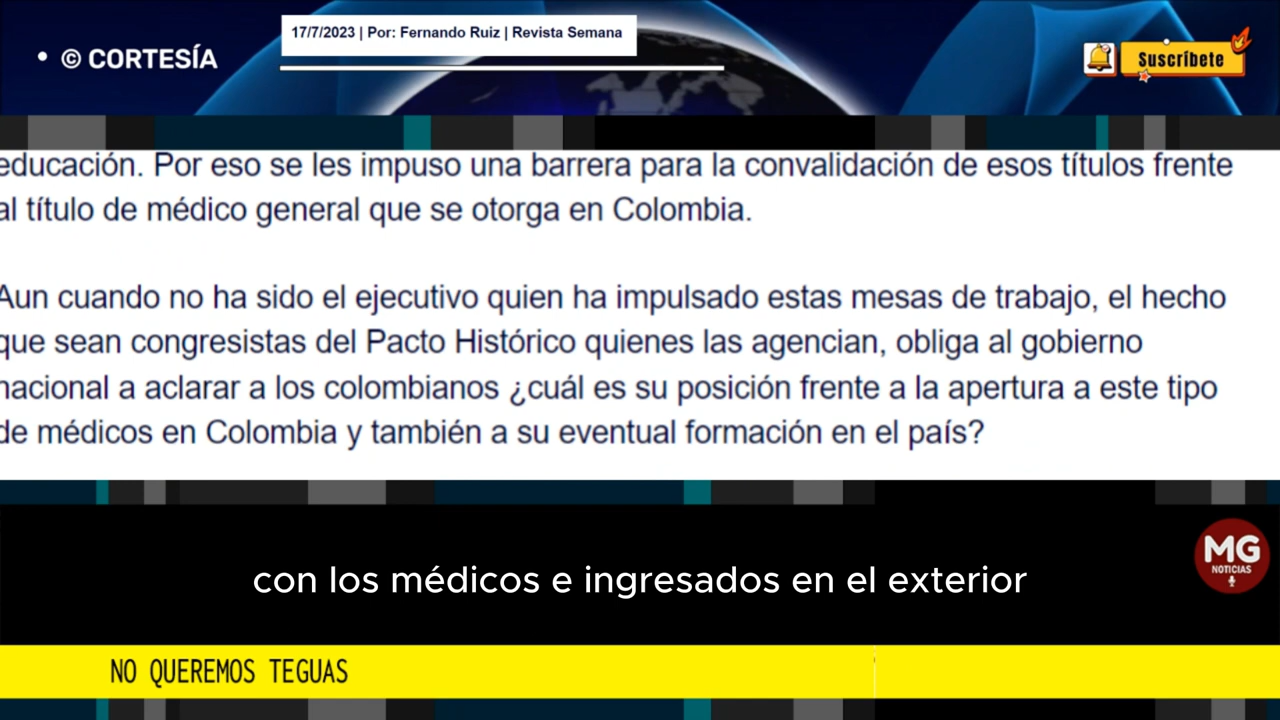 17/7/2023 | Por: Fernando Ruiz | Revista Semana
• © CORTESÍA
Suscríbete
educación. Por eso se les impuso una barrera para la convalidación de esos títulos frente
al título de médico general que se otorga en Colombia.
Aun cuando no ha sido el ejecutivo quien ha impulsado estas mesas de trabajo, el hecho
que sean congresistas del Pacto Histórico quienes las agencian, obliga al gobierno
nacional a aclarar a los colombianos ¿cuál es su posición frente a la apertura a este tipo
de médicos en Colombia y también a su eventual formación en el país?
MG
NOTICIAS
con los médicos e ingresados en el exterior
NO QUEREMOS TEGUAS